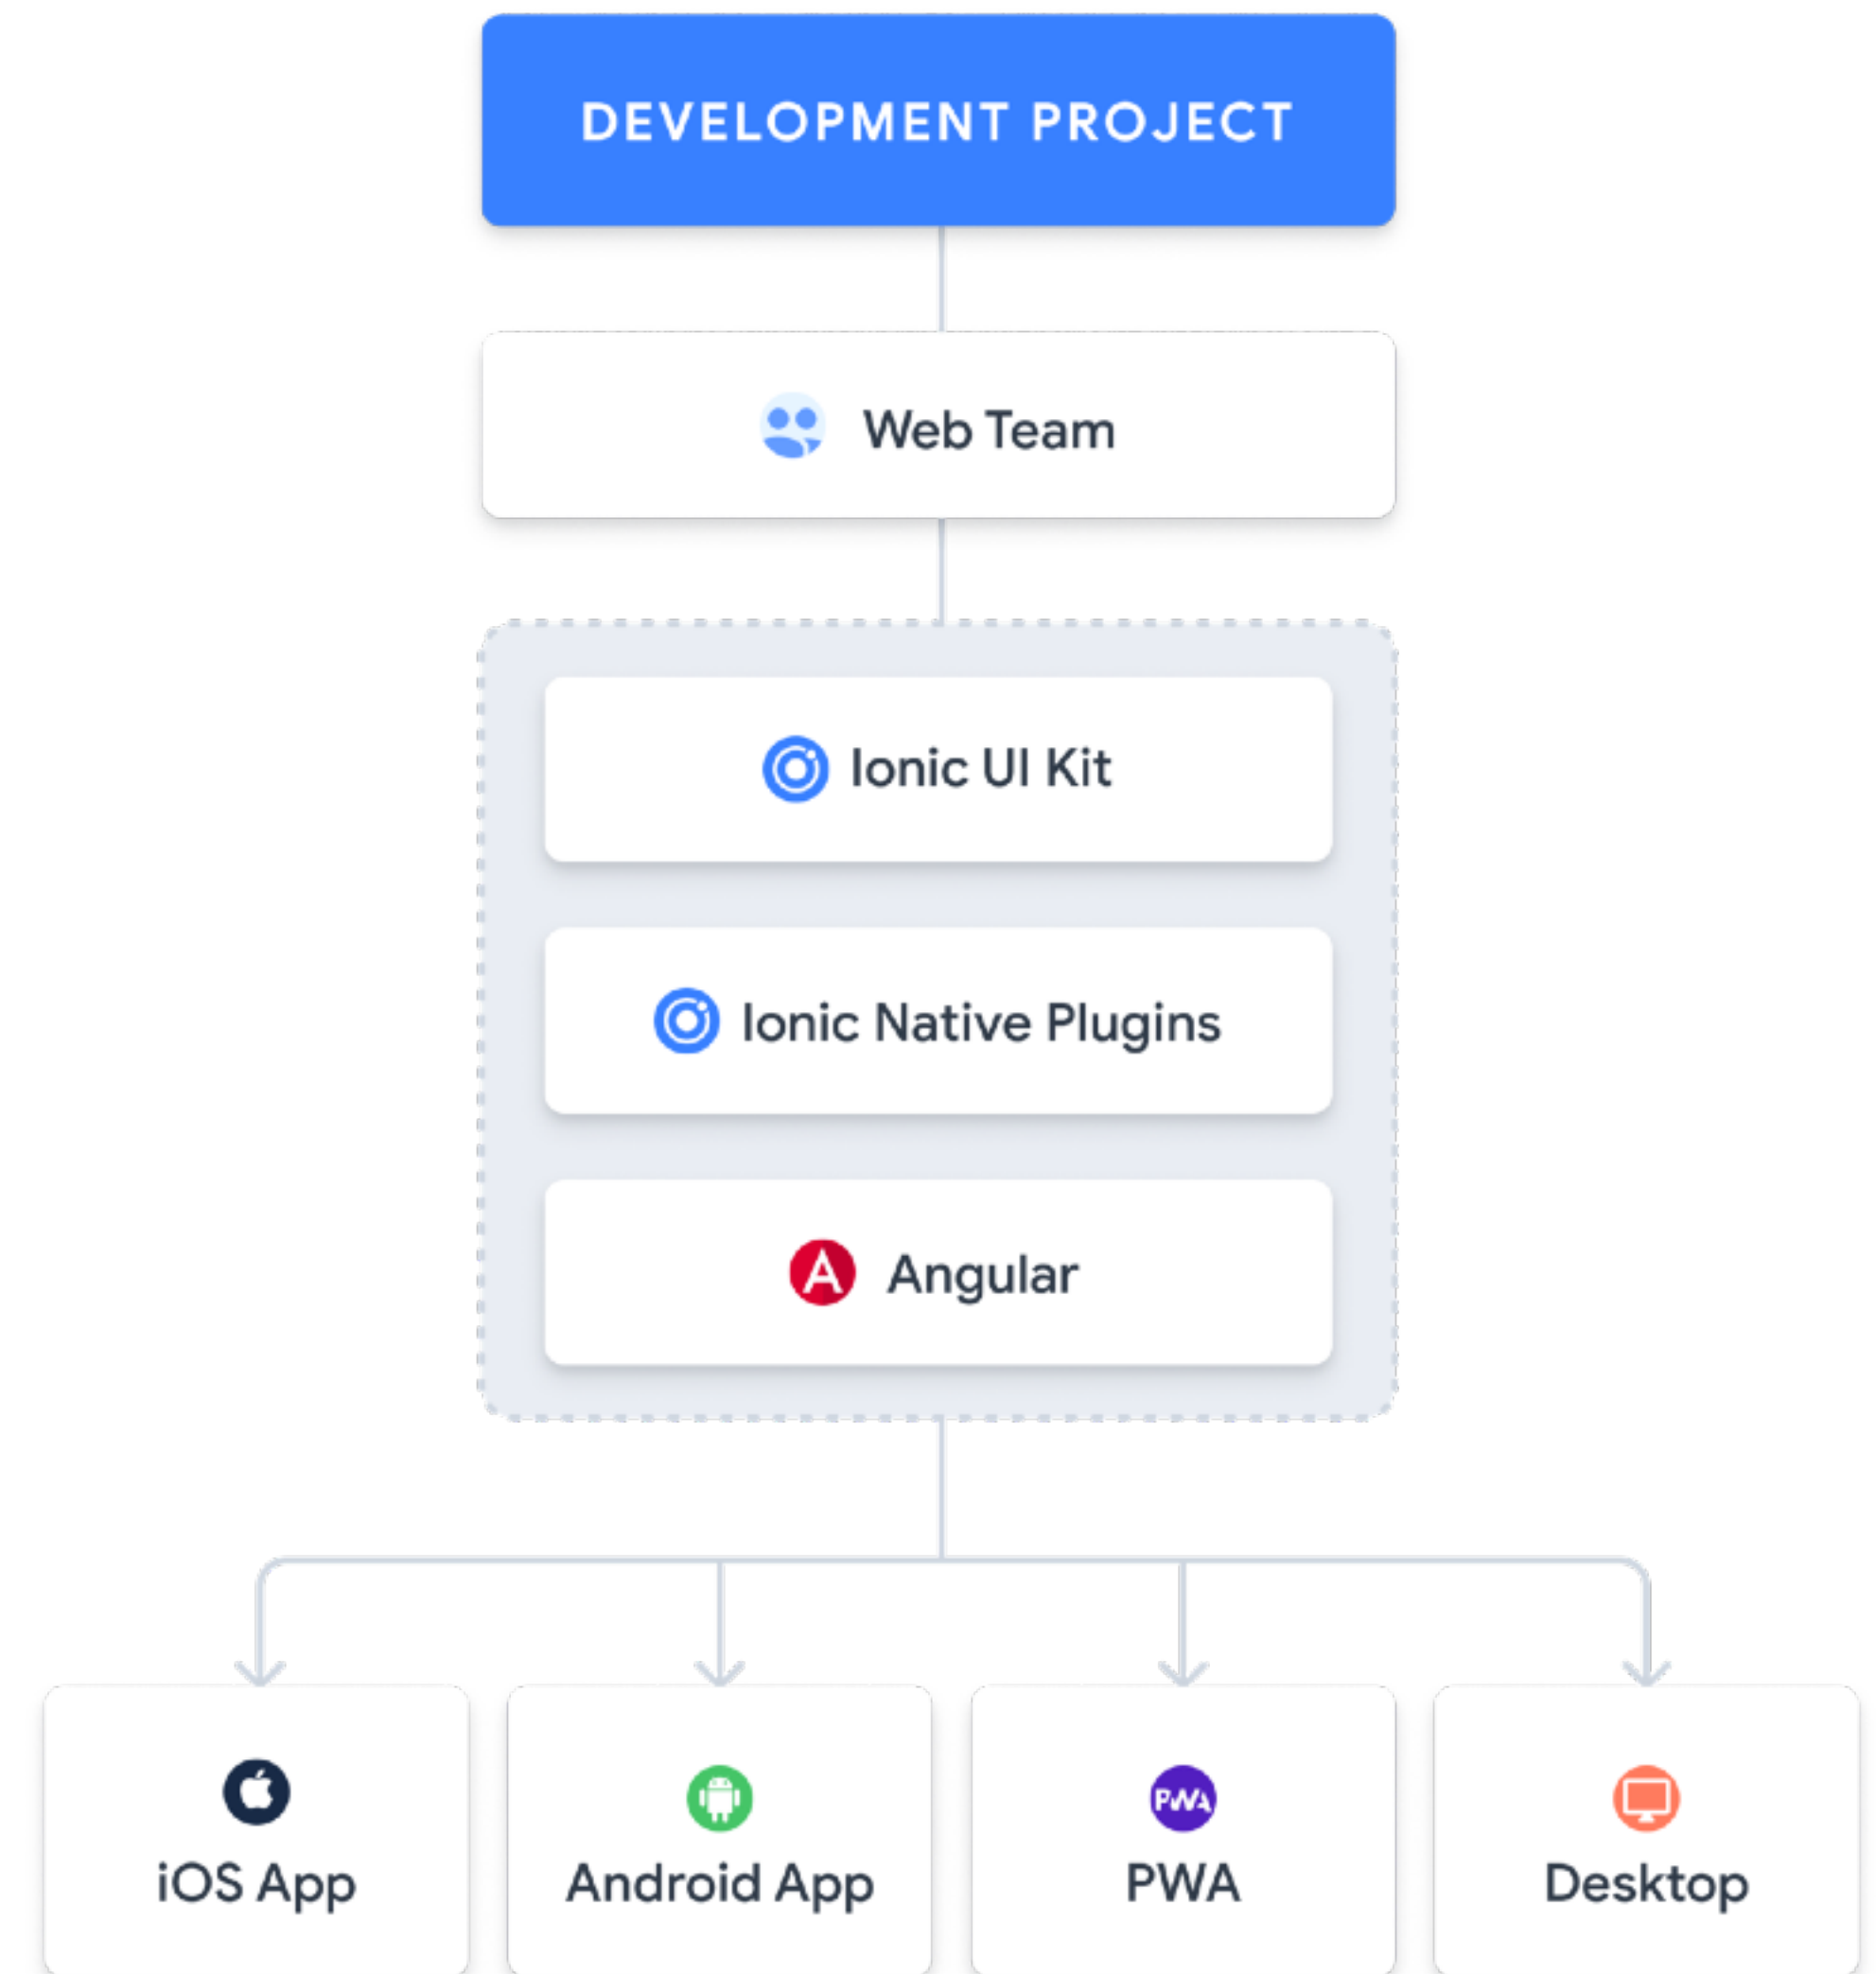 DEVELOPMENT PROJECT
Web Team
Ionic UI Kit
Ionic Native Plugins
A Angular
iOS App
Android App
PWA
PWA
Desktop